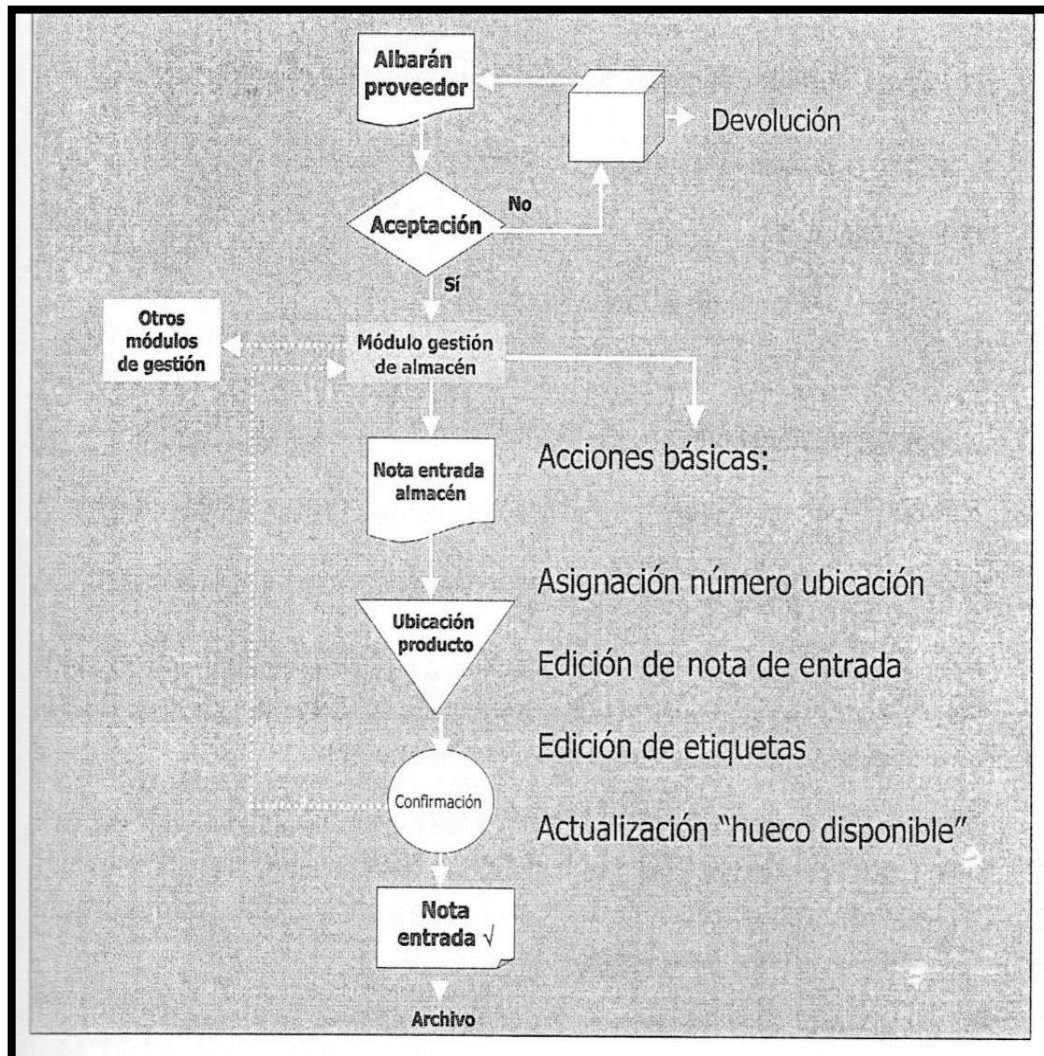 Albarán
proveedor
Devolución
No
Aceptación
Sí
Otros
módulos
de gestión
Módulo gestión
de almacén
Nota entrada
almacén
Acciones básicas:
Asignación número ubicación
Ubicación
producto
Edición de nota de entrada
Edición de etiquetas
Confirmación
Actualización “hueco disponible”
Nota
entrada √
Archivo